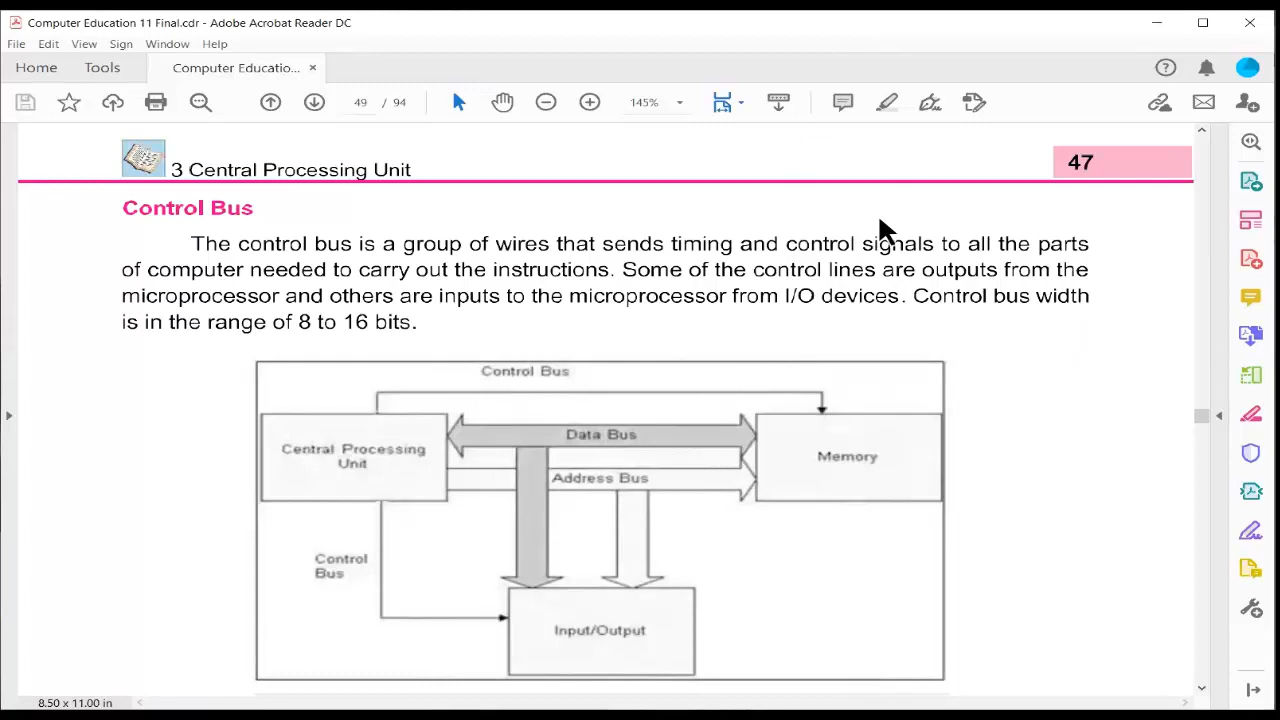 Computer Education 11 Final.cdr - Adobe Acrobat Reader DC
File Edit View Sign Window Help
Home Tools Computer Educatio... ×
49 / 94 145%
3 Central Processing Unit 47
Control Bus
The control bus is a group of wires that sends timing and control signals to all the parts
of computer needed to carry out the instructions. Some of the control lines are outputs from the
microprocessor and others are inputs to the microprocessor from I/O devices. Control bus width
is in the range of 8 to 16 bits.
Control Bus
Data Bus
Central Processing
Unit
Memory
Address Bus
Control
Bus
Input/Output
8.50 x 11.00 in